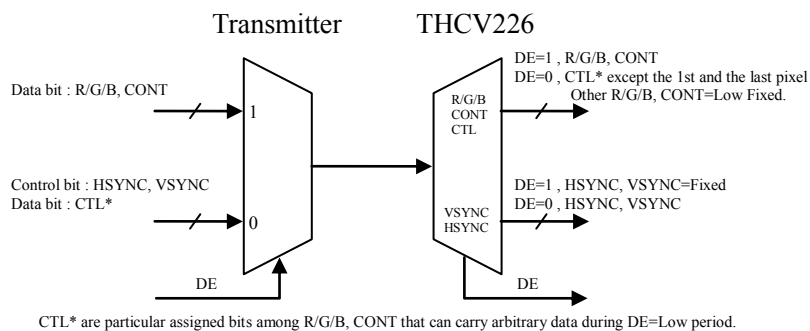 Transmitter THCV226
Data bit : R/G/B, CONT
1
R/G/B
CONT
CTL
DE=1 , R/G/B, CONT
DE=0 , CTL* except the 1st and the last pixel
Other R/G/B, CONT=Low Fixed.
Control bit : HSYNC, VSYNC
Data bit : CTL*
0
VSYNC
HSYNC
DE=1 , HSYNC, VSYNC=Fixed
DE=0 , HSYNC, VSYNC
DE
DE
CTL* are particular assigned bits among R/G/B, CONT that can carry arbitrary data during DE=Low period.